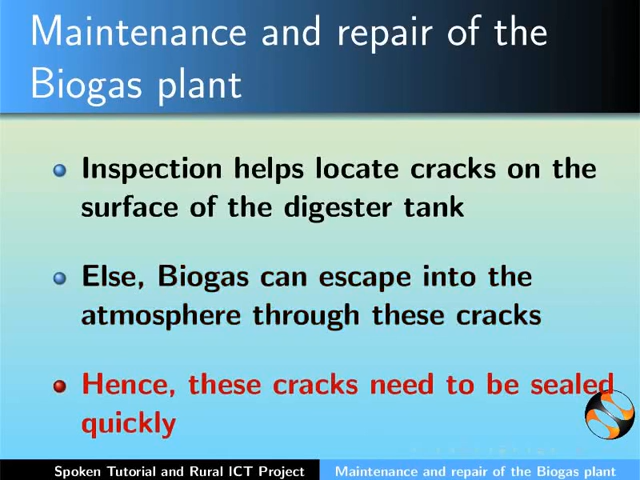 Maintenance and repair of the
Biogas plant
Inspection helps locate cracks on the
surface of the digester tank
Else, Biogas can escape into the
atmosphere through these cracks
Hence, these cracks need to be sealed
quickly
Spoken Tutorial and Rural ICT Project
Maintenance and repair of the Biogas plant